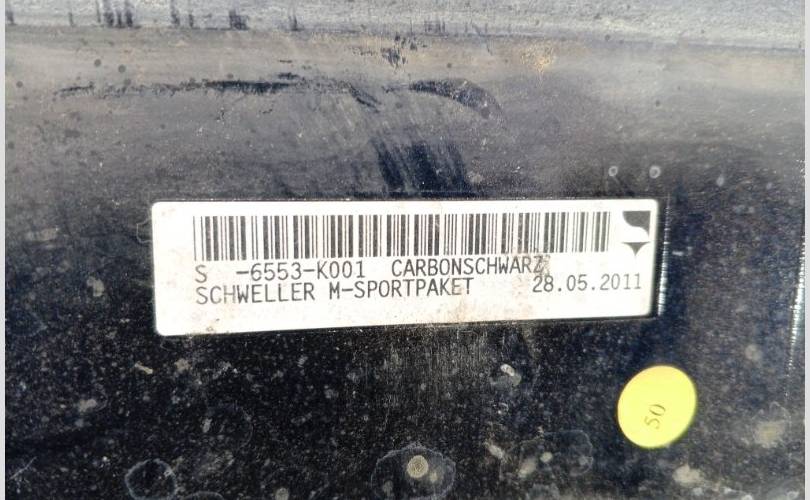 S -6553-K001 CARBONSCHWARZ
SCHWELLER M-SPORTPAKET 28.05.2011
50